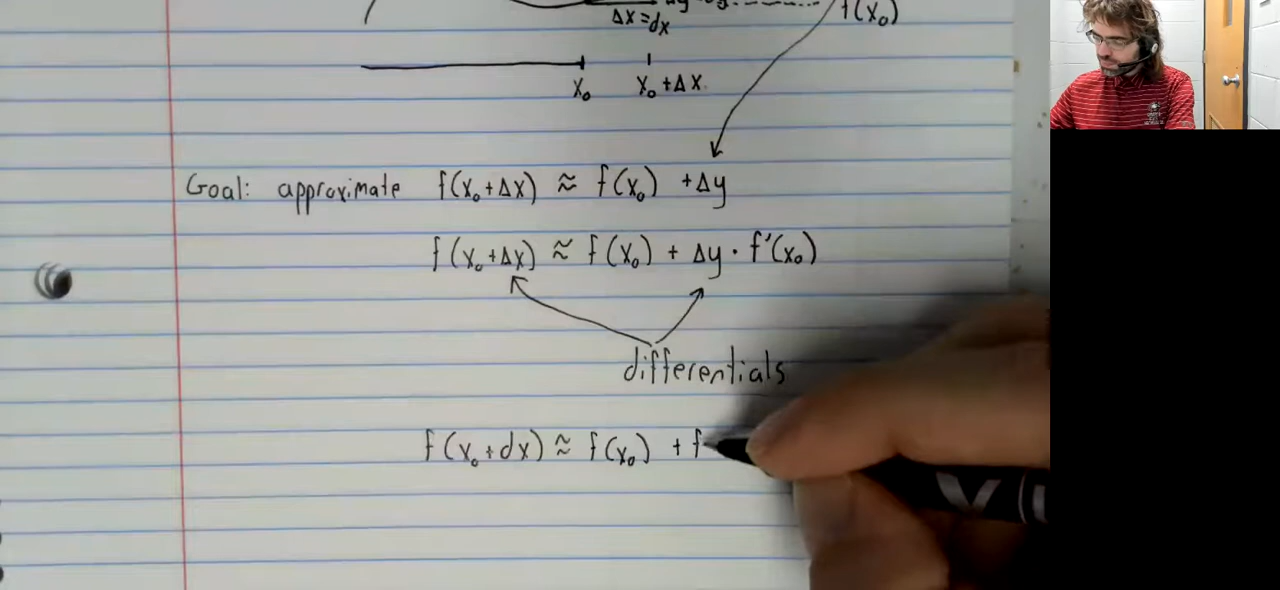 Δx=dx
f(x₀)
x₀ x₀+Δx
Goal: approximate f(x₀+Δx) ≈ f(x₀) +Δy
f(x₀+Δx) ≈ f(x₀) + Δy · f'(x₀)
differentials
f(x₀+dx) ≈ f(x₀) + f